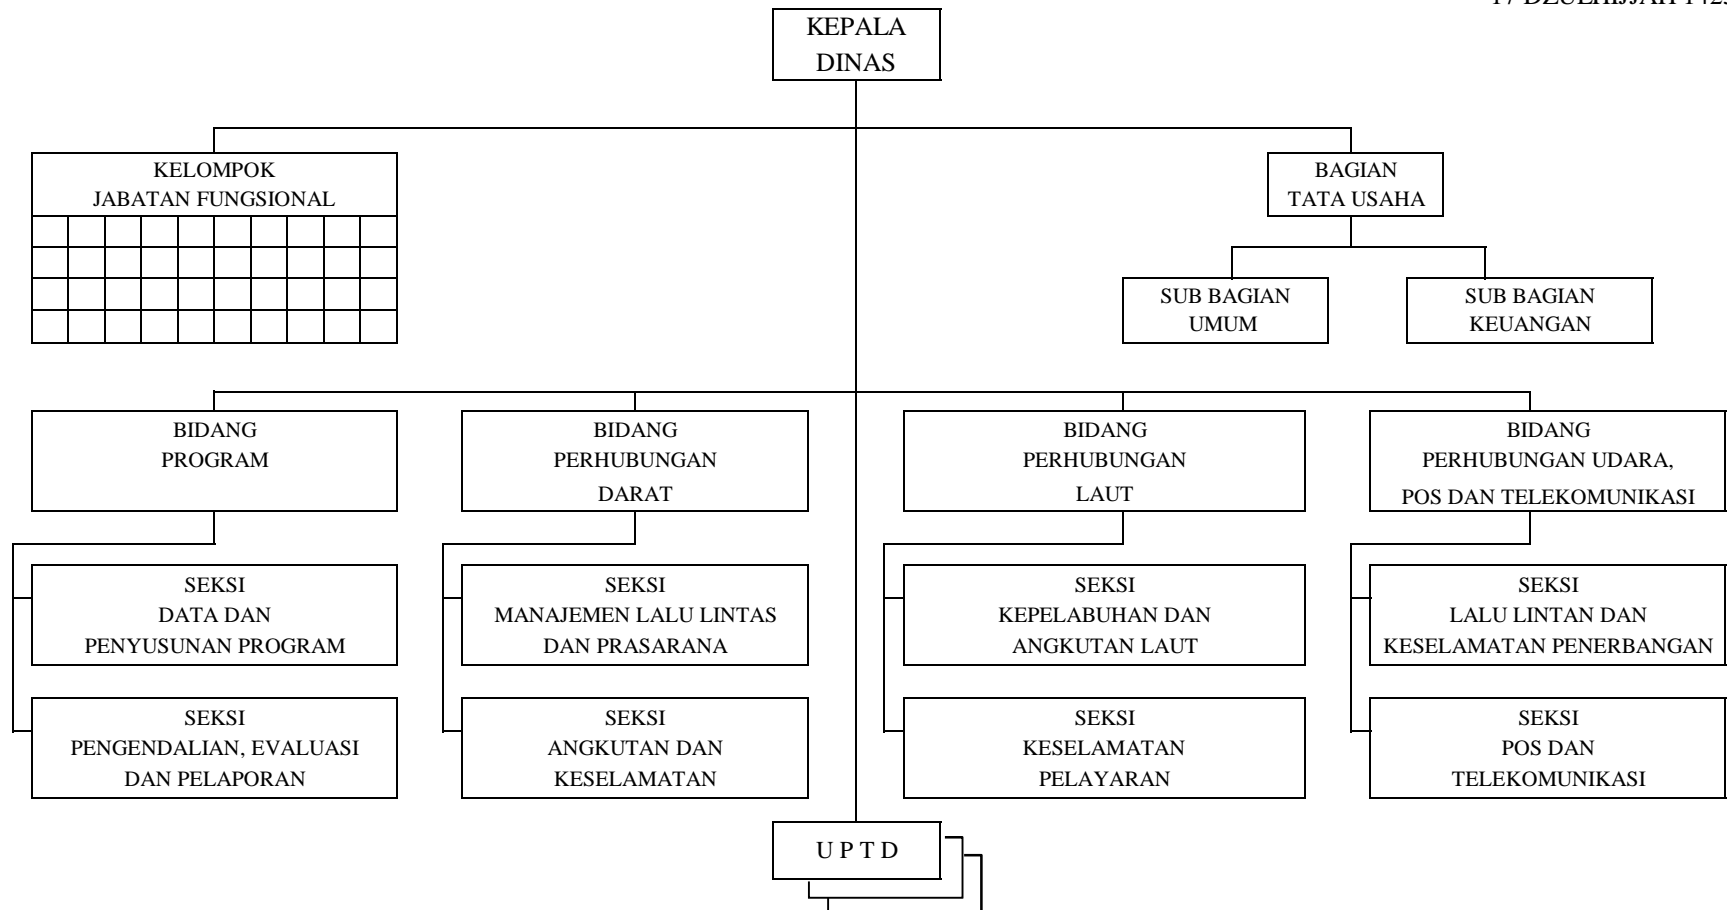 17 DZULHIJJAH 142
KEPALA
DINAS
KELOMPOK
JABATAN FUNGSIONAL
BAGIAN
TATA USAHA
SUB BAGIAN
UMUM
SUB BAGIAN
KEUANGAN
BIDANG
PROGRAM
BIDANG
PERHUBUNGAN
DARAT
BIDANG
PERHUBUNGAN
LAUT
BIDANG
PERHUBUNGAN UDARA,
POS DAN TELEKOMUNIKASI
SEKSI
DATA DAN
PENYUSUNAN PROGRAM
SEKSI
MANAJEMEN LALU LINTAS
DAN PRASARANA
SEKSI
KEPELABUHAN DAN
ANGKUTAN LAUT
SEKSI
LALU LINTAN DAN
KESELAMATAN PENERBANGAN
SEKSI
PENGENDALIAN, EVALUASI
DAN PELAPORAN
SEKSI
ANGKUTAN DAN
KESELAMATAN
SEKSI
KESELAMATAN
PELAYARAN
SEKSI
POS DAN
TELEKOMUNIKASI
U P T D